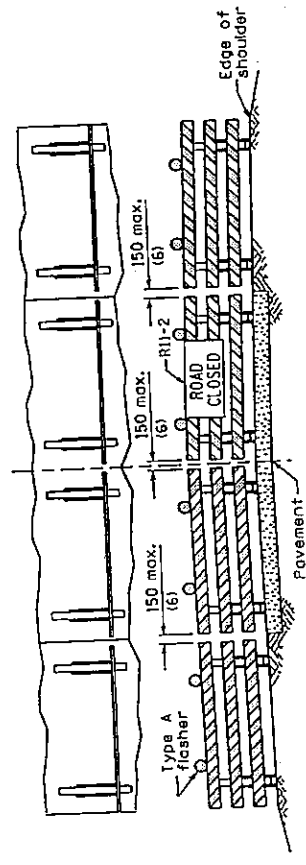 150 max.
(6)
150 max.
(6)
150 max.
(6)
Type A
flasher
R11-2
ROAD
CLOSED
Edge of
shoulder
Pavement